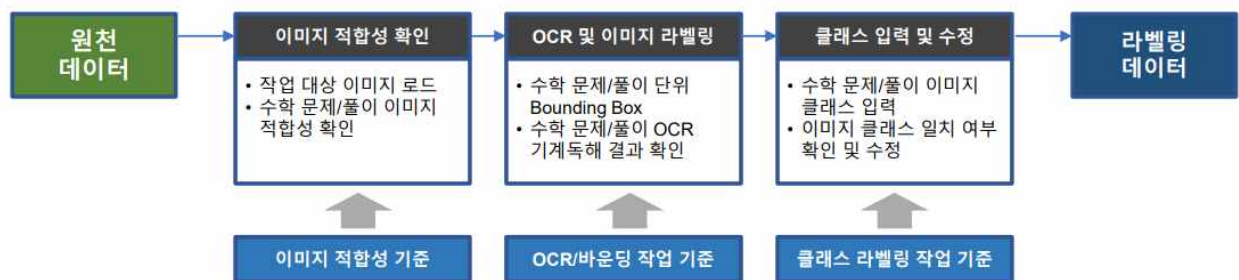 원천
데이터
이미지 적합성 확인
• 작업 대상 이미지 로드
• 수학 문제/풀이 이미지
적합성 확인
OCR 및 이미지 라벨링
• 수학 문제/풀이 단위
Bounding Box
• 수학 문제/풀이 OCR
기계독해 결과 확인
클래스 입력 및 수정
• 수학 문제/풀이 이미지
클래스 입력
• 이미지 클래스 일치 여부
확인 및 수정
라벨링
데이터
이미지 적합성 기준
OCR/바운딩 작업 기준
클래스 라벨링 작업 기준